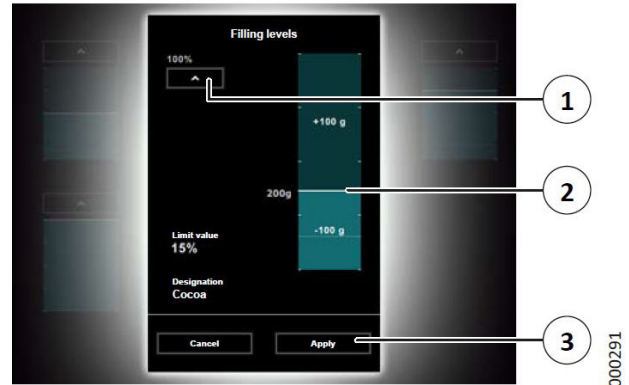 Filling levels
100%
1
+100 g
200g
2
-100 g
Limit value
15%
Designation
Cocoa
Cancel
Apply
3
000291